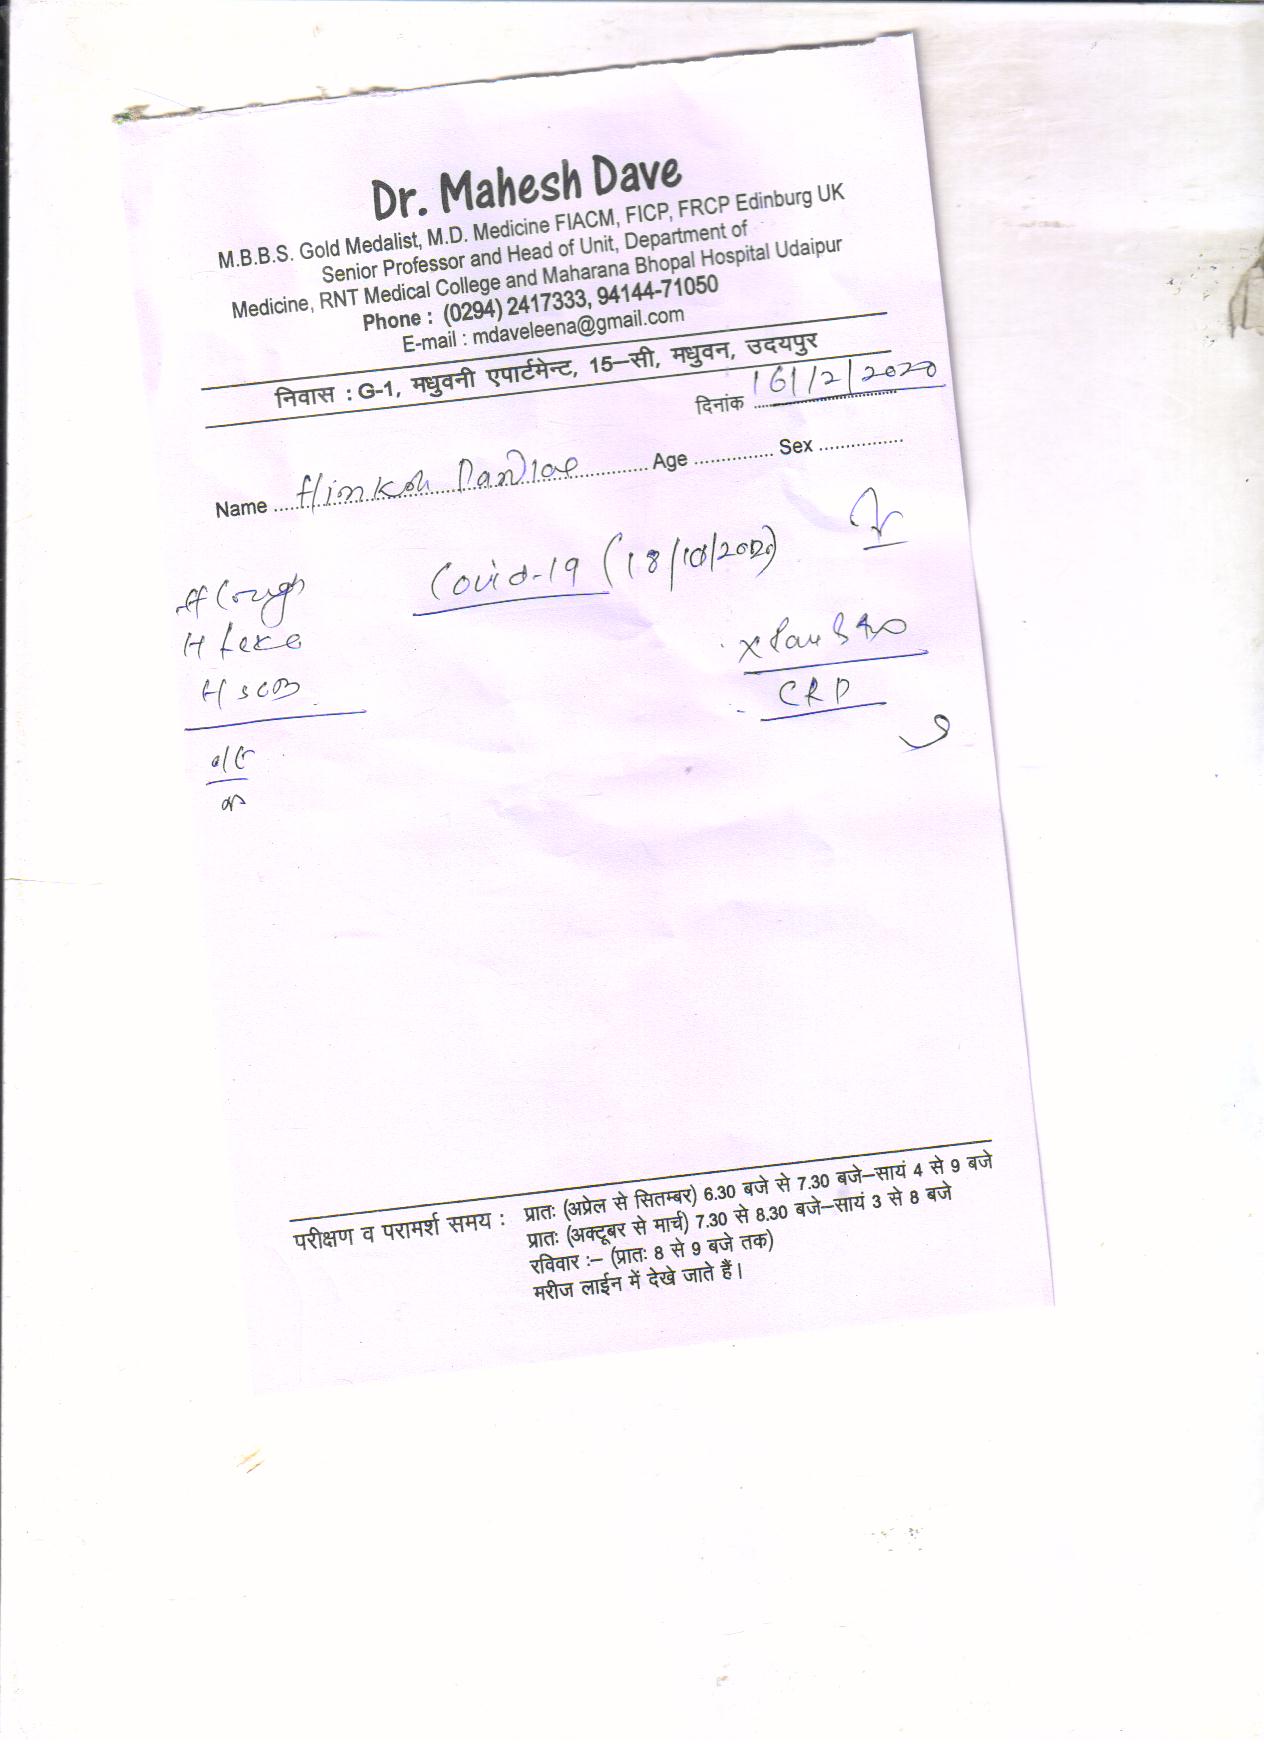 Dr. Mahesh Dave
M.B.B.S. Gold Medalist, M.D. Medicine FIACM, FICP, FRCP Edinburg UK
Senior Professor and Head of Unit, Department of
Medicine, RNT Medical College and Maharana Bhopal Hospital Udaipur
Phone : (0294) 2417333, 94144-71050
E-mail : mdaveleena@gmail.com
निवास : G-1, मधुवनी एपार्टमेन्ट, 15–सी, मधुवन, उदयपुर
दिनांक 16/12/2020
Name Age Sex
Covid-19 (18/10/2020)
Cough
CRP
परीक्षण व परामर्श समय : प्रातः (अप्रेल से सितम्बर) 6.30 बजे से 7.30 बजे–सायं 4 से 9 बजे
प्रातः (अक्टूबर से मार्च) 7.30 से 8.30 बजे–सायं 3 से 8 बजे
रविवार :– (प्रातः 8 से 9 बजे तक)
मरीज लाईन में देखे जाते हैं।